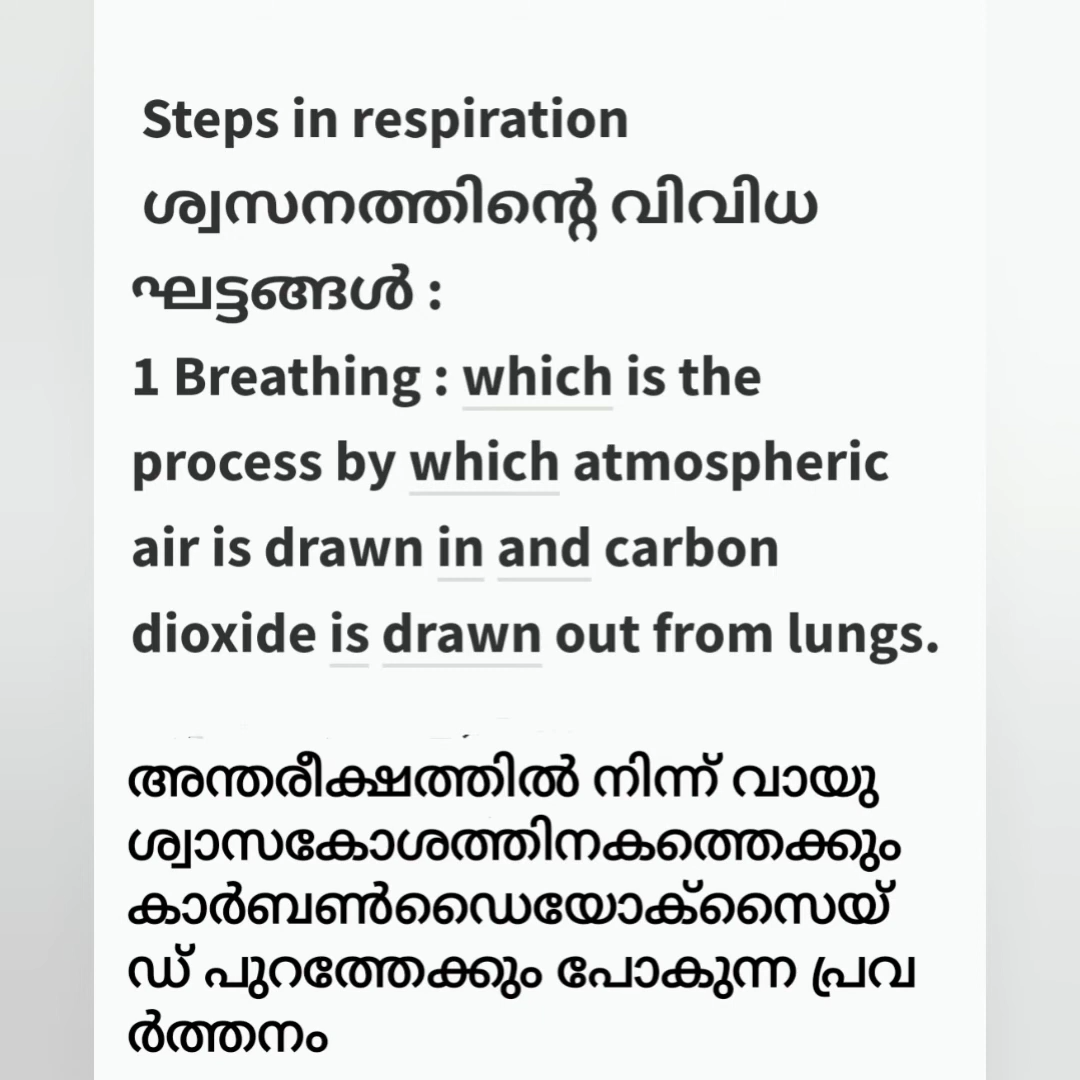 Steps in respiration
ശ്വസനത്തിന്റെ വിവിധ
ഘട്ടങ്ങൾ :
1 Breathing : which is the
process by which atmospheric
air is drawn in and carbon
dioxide is drawn out from lungs.
അന്തരീക്ഷത്തിൽ നിന്ന് വായു
ശ്വാസകോശത്തിനകത്തെക്കും
കാർബൺഡൈയോക്സൈയ്
ഡ് പുറത്തേക്കും പോകുന്ന പ്രവ
ർത്തനം